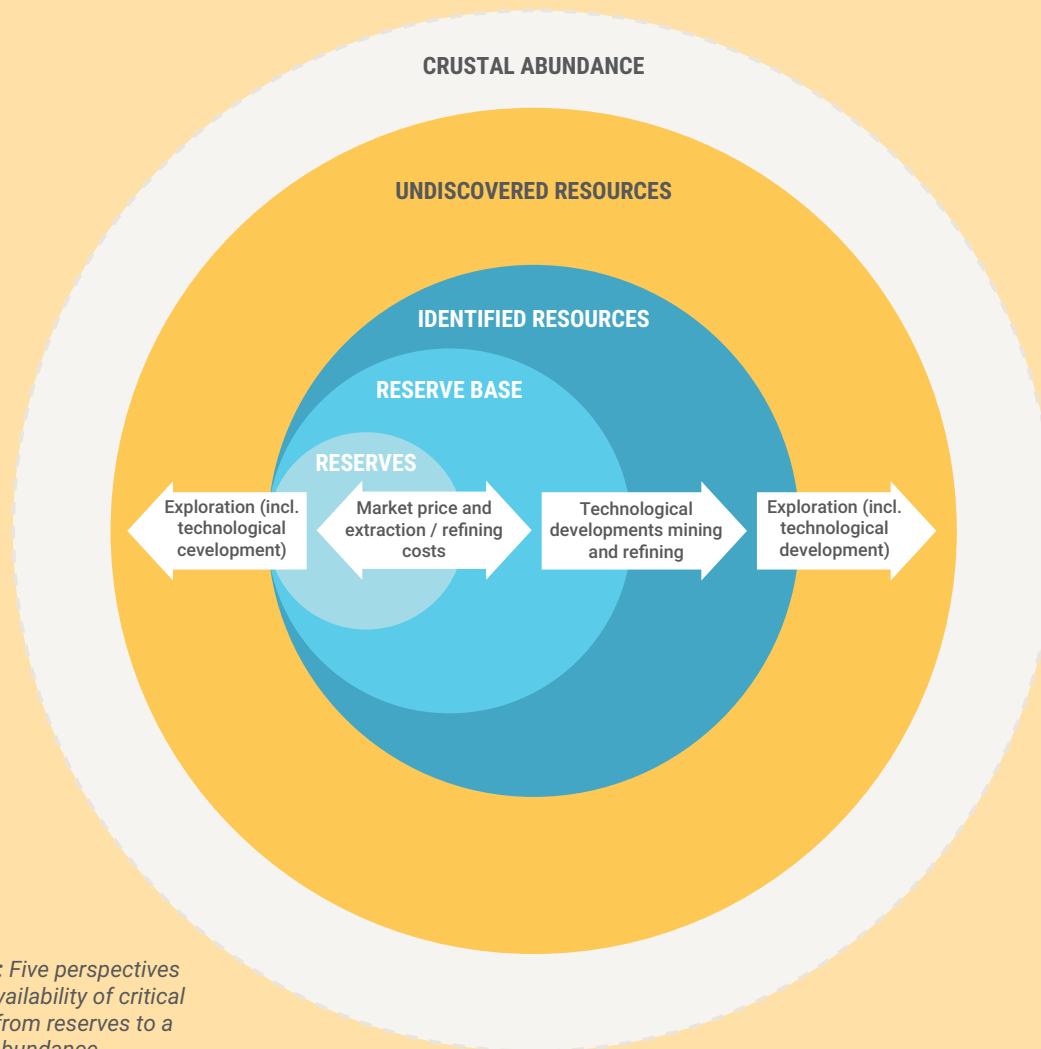 CRUSTAL ABUNDANCE
UNDISCOVERED RESOURCES
IDENTIFIED RESOURCES
RESERVE BASE
RESERVES
Exploration (incl.
technological
cevelopment)
Market price and
extraction / refining
costs
Technological
developments mining
and refining
Exploration (incl.
technological
development)
: Five perspectives
vailability of critical
from reserves to a
bundance